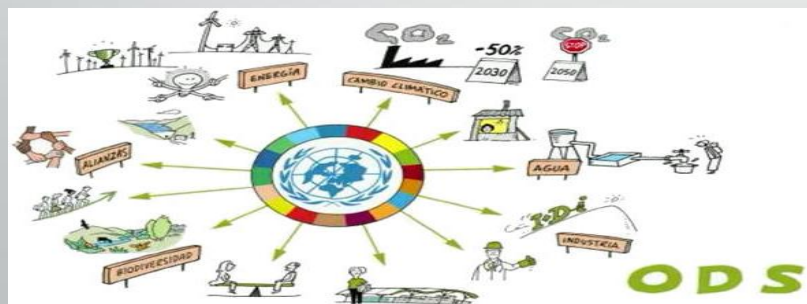 CO₂
CO₂
STOP
-50%
2030
2050
ENERGÍA
CAMBIO CLIMÁTICO
ALIANZAS
AGUA
I+D+i
INDUSTRIA
BIODIVERSIDAD
ODS